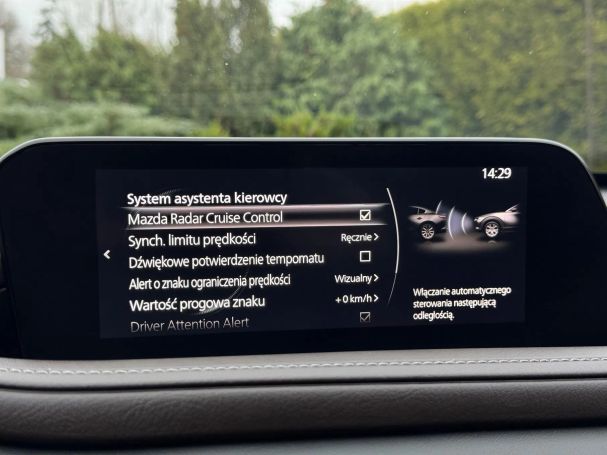 14:29
System asystenta kierowcy
Mazda Radar Cruise Control
Synch. limitu prędkości Ręcznie >
Dźwiękowe potwierdzenie tempomatu
Alert o znaku ograniczenia prędkości Wizualny >
Wartość progowa znaku +0 km/h >
Driver Attention Alert
Włączanie automatycznego
sterowania następującą
odległością.